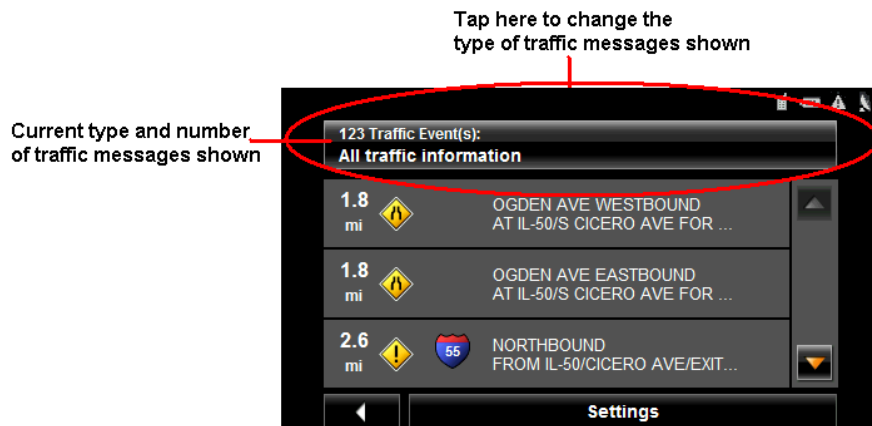 Tap here to change the
type of traffic messages shown
Current type and number
of traffic messages shown
123 Traffic Event(s):
All traffic information
1.8
mi
OGDEN AVE WESTBOUND
AT IL-50/S CICERO AVE FOR ...
1.8
mi
OGDEN AVE EASTBOUND
AT IL-50/S CICERO AVE FOR ...
2.6
mi
55
NORTHBOUND
FROM IL-50/CICERO AVE/EXIT...
Settings